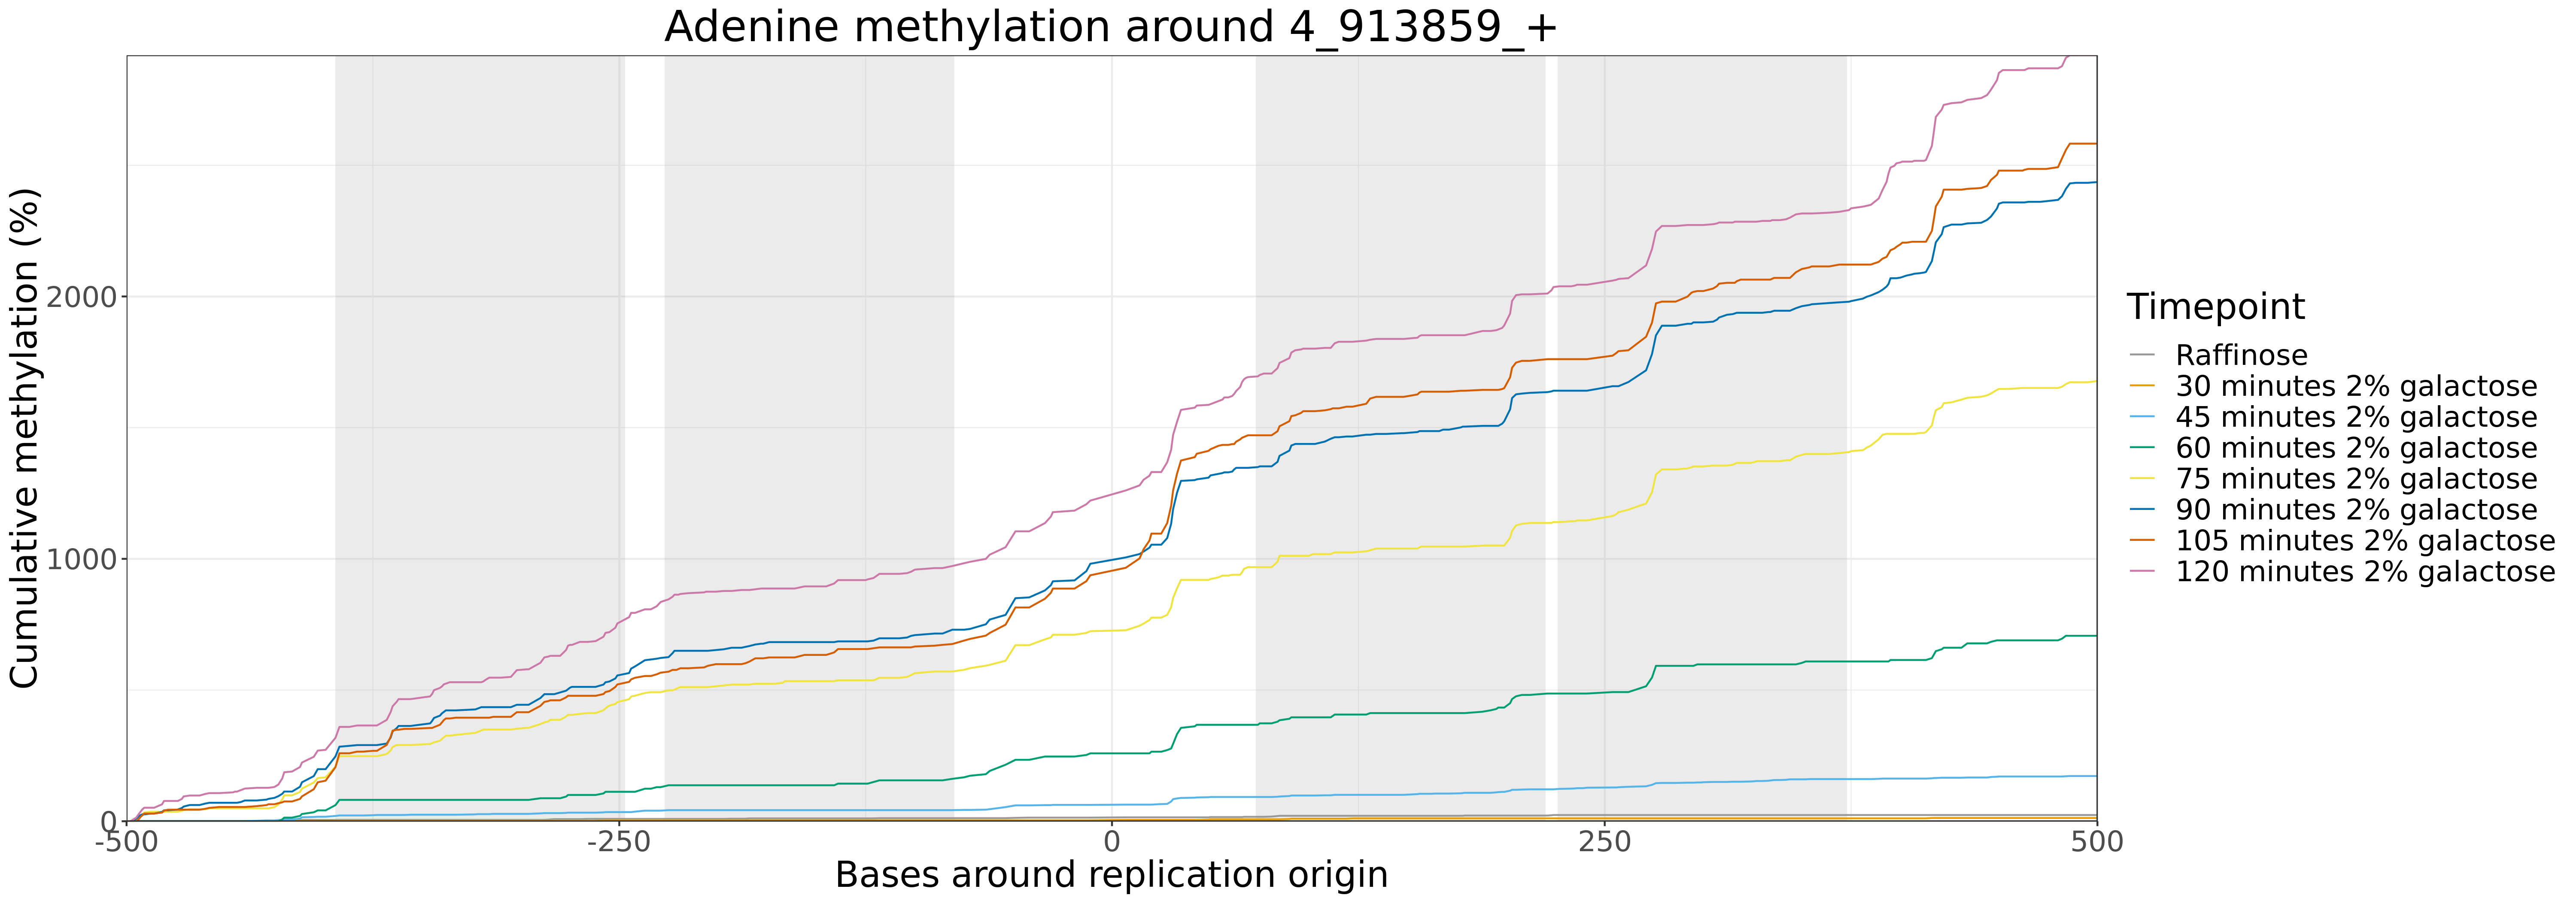 Adenine methylation around 4_913859_+
Cumulative methylation (%)
2000
1000
0
-500
-250
0
250
500
Bases around replication origin
Timepoint
Raffinose
30 minutes 2% galactose
45 minutes 2% galactose
60 minutes 2% galactose
75 minutes 2% galactose
90 minutes 2% galactose
105 minutes 2% galactose
120 minutes 2% galactose